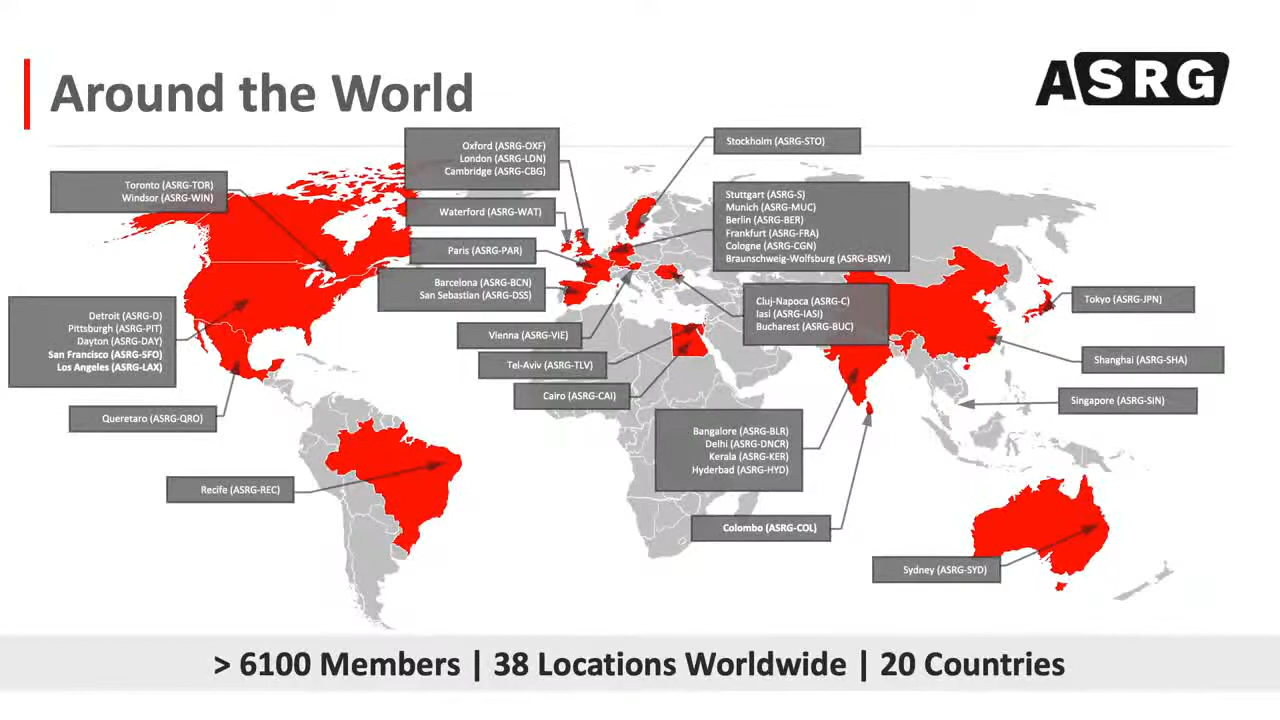 Around the World
ASRG
Oxford (ASRG-OXF)
London (ASRG-LDN)
Cambridge (ASRG-CBG)
Stockholm (ASRG-STO)
Toronto (ASRG-TOR)
Windsor (ASRG-WIN)
Waterford (ASRG-WAT)
Stuttgart (ASRG-S)
Munich (ASRG-MUC)
Berlin (ASRG-BER)
Frankfurt (ASRG-FRA)
Cologne (ASRG-CGN)
Braunschweig-Wolfsburg (ASRG-BSW)
Paris (ASRG-PAR)
Barcelona (ASRG-BCN)
San Sebastian (ASRG-DSS)
Cluj-Napoca (ASRG-C)
Iasi (ASRG-IASI)
Bucharest (ASRG-BUC)
Tokyo (ASRG-JPN)
Detroit (ASRG-D)
Pittsburgh (ASRG-PIT)
Dayton (ASRG-DAY)
San Francisco (ASRG-SFO)
Los Angeles (ASRG-LAX)
Vienna (ASRG-VIE)
Tel-Aviv (ASRG-TLV)
Shanghai (ASRG-SHA)
Cairo (ASRG-CAI)
Singapore (ASRG-SIN)
Queretaro (ASRG-QRO)
Bangalore (ASRG-BLR)
Delhi (ASRG-DNCR)
Kerala (ASRG-KER)
Hyderbad (ASRG-HYD)
Recife (ASRG-REC)
Colombo (ASRG-COL)
Sydney (ASRG-SYD)
> 6100 Members | 38 Locations Worldwide | 20 Countries